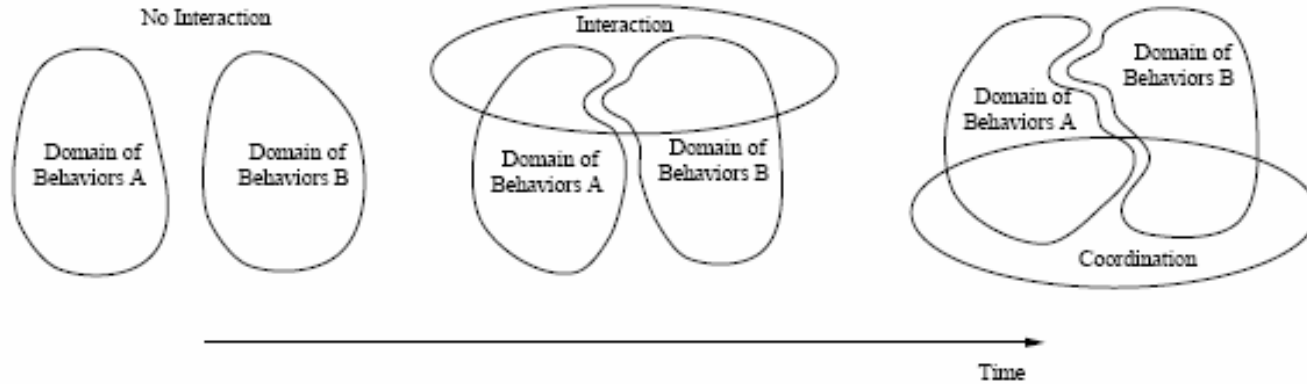 No Interaction
Domain of
Behaviors A
Domain of
Behaviors B
Interaction
Domain of
Behaviors A
Domain of
Behaviors B
Domain of
Behaviors A
Domain of
Behaviors B
Coordination
Time